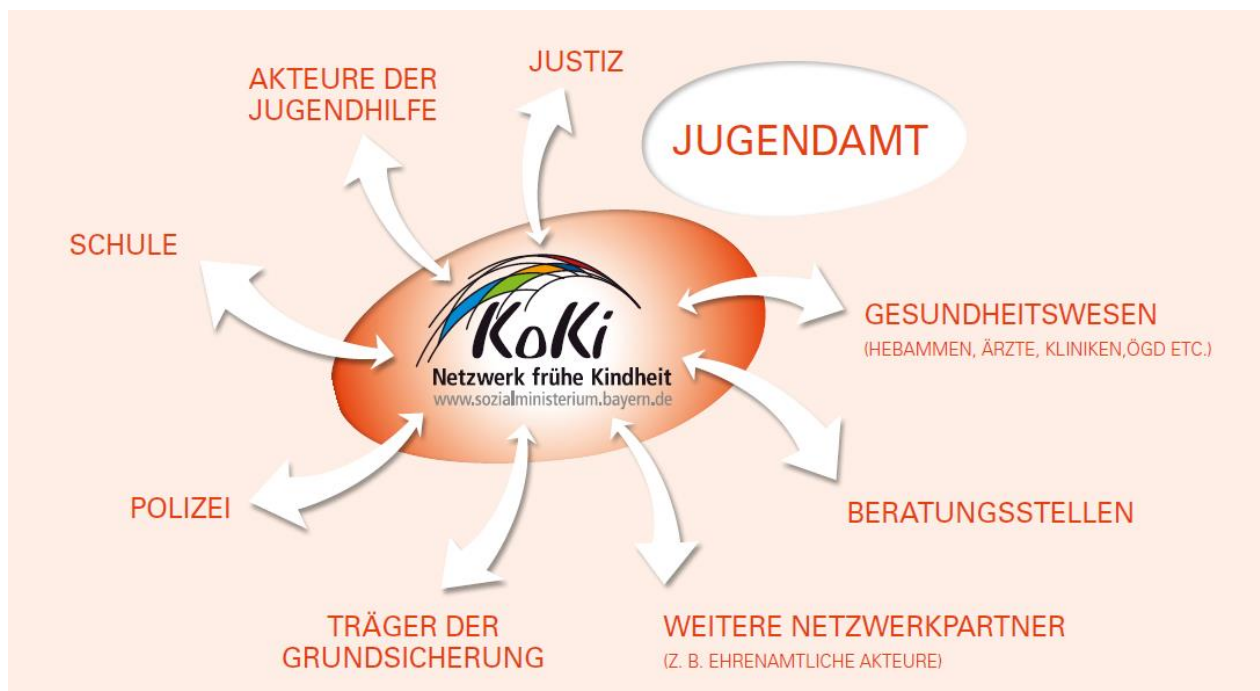 JUSTIZ
AKTEURE DER
JUGENDHILFE
JUGENDAMT
SCHULE
KoKi
Netzwerk frühe Kindheit
www.sozialministerium.bayern.de
GESUNDHEITSWESEN
(HEBAMMEN, ÄRZTE, KLINIKEN,ÖGD ETC.)
POLIZEI
BERATUNGSSTELLEN
TRÄGER DER
GRUNDSICHERUNG
WEITERE NETZWERKPARTNER
(Z. B. EHRENAMTLICHE AKTEURE)